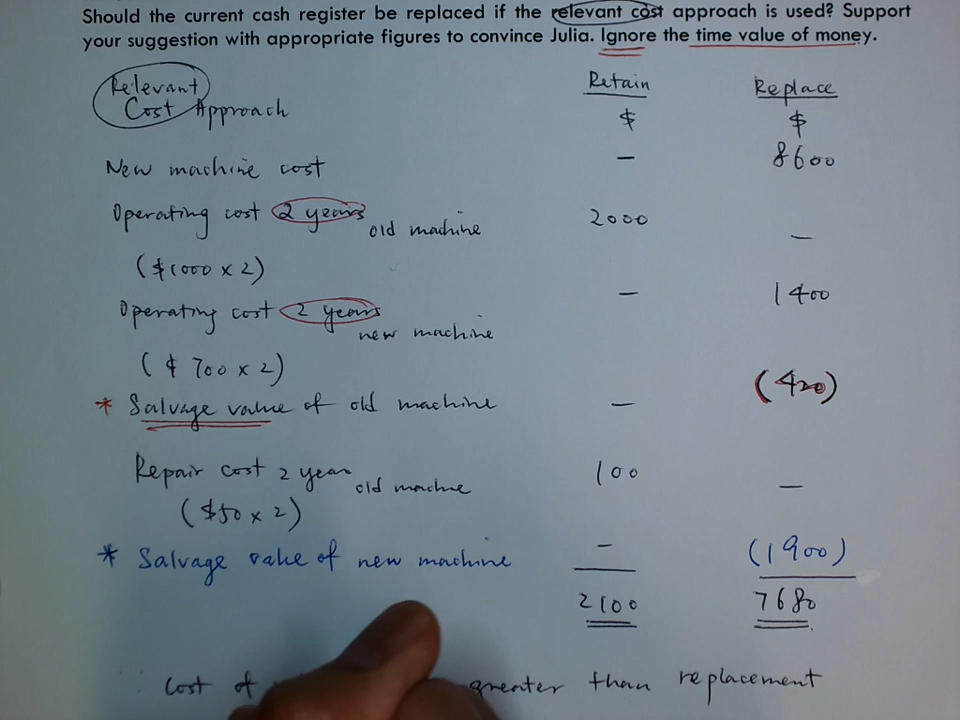 Should the current cash register be replaced if the relevant cost approach is used? Support
your suggestion with appropriate figures to convince Julia. Ignore the time value of money.
Relevant Cost Approach Retain Replace
$ $
New machine cost — 8600
Operating cost 2 years old machine 2000 —
($1000 x 2)
Operating cost 2 years new machine — 1400
($ 700 x 2)
* Salvage value of old machine — (420)
Repair cost 2 year old machine 100 —
($50 x 2)
* Salvage value of new machine — (1900)
2100 7680
Cost of greater than replacement